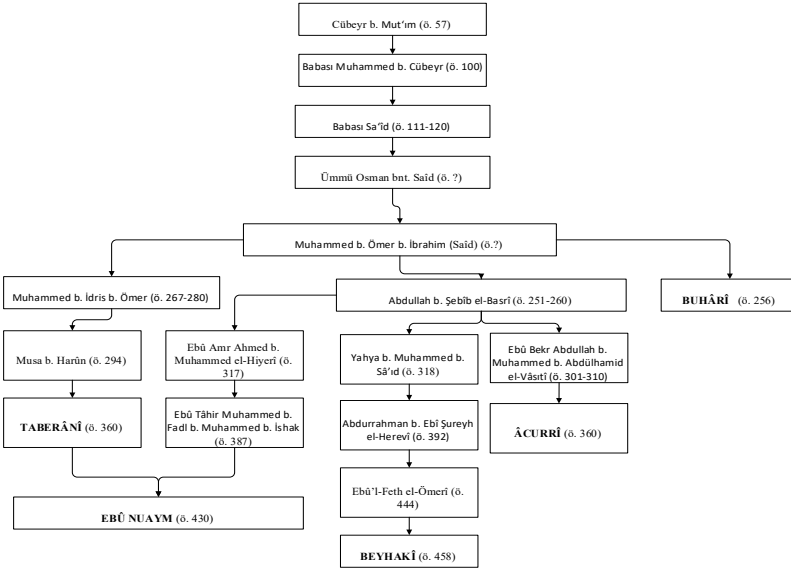 Cübeyr b. Mut‘ım (ö. 57)
Babası Muhammed b. Cübeyr (ö. 100)
Babası Sa‘îd (ö. 111-120)
Ümmü Osman bnt. Saîd (ö. ?)
Muhammed b. Ömer b. İbrahim (Saîd) (ö.?)
Muhammed b. İdris b. Ömer (ö. 267-280)
Abdullah b. Şebîb el-Basrî (ö. 251-260)
BUHÂRÎ (ö. 256)
Musa b. Harûn (ö. 294)
Ebû Amr Ahmed b.
Muhammed el-Hiyerî (ö.
317)
Yahya b. Muhammed b.
Sâ‘ıd (ö. 318)
Ebû Bekr Abdullah b.
Muhammed b. Abdülhamid
el-Vâsıtî (ö. 301-310)
TABERÂNÎ (ö. 360)
Ebû Tâhir Muhammed b.
Fadl b. Muhammed b. İshak
(ö. 387)
Abdurrahman b. Ebî Şureyh
el-Herevî (ö. 392)
ÂCURRÎ (ö. 360)
Ebû’l-Feth el-Ömerî (ö.
444)
EBÛ NUAYM (ö. 430)
BEYHAKÎ (ö. 458)